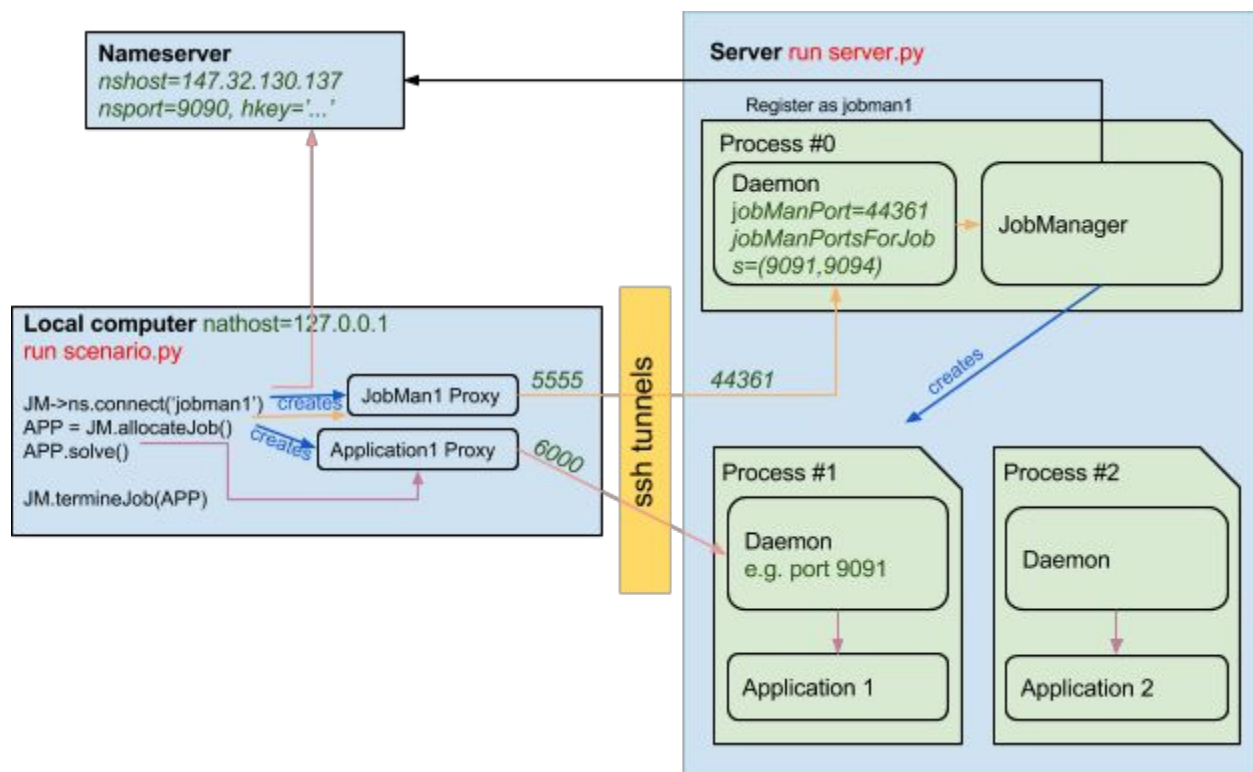 Nameserver
nshost=147.32.130.137
nsport=9090, hkey='...'
Server run server.py
Register as jobman1
Process #0
Daemon
jobManPort=44361
jobManPortsForJob
s=(9091,9094)
JobManager
Local computer nathost=127.0.0.1
run scenario.py
JM->ns.connect('jobman1')
APP = JM.allocateJob()
APP.solve()
JM.termineJob(APP)
creates
creates
JobMan1 Proxy
Application1 Proxy
5555
6000
ssh tunnels
44361
creates
Process #1
Daemon
e.g. port 9091
Application 1
Process #2
Daemon
Application 2